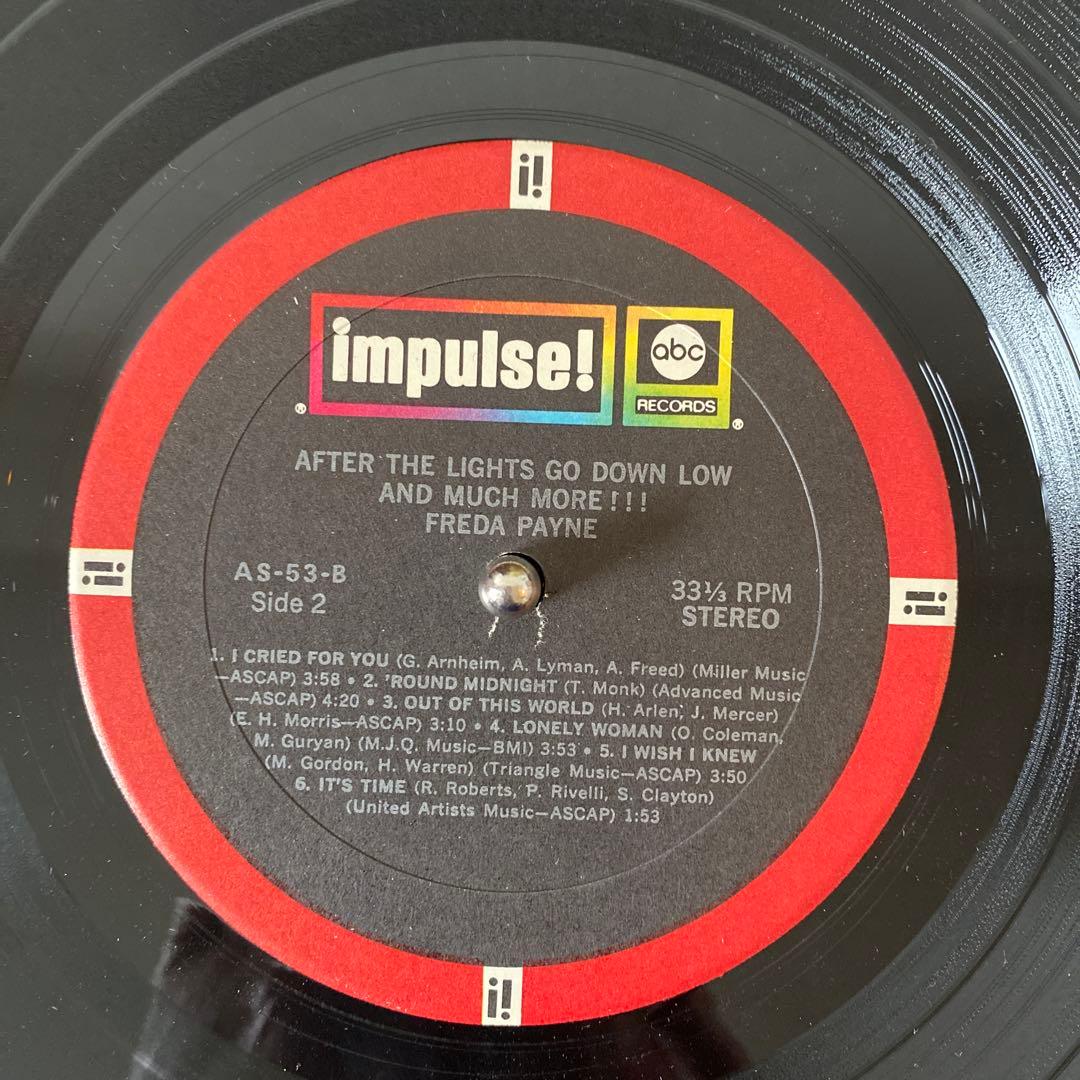 i!
impulse!
abc
RECORDS
AFTER THE LIGHTS GO DOWN LOW
AND MUCH MORE!!!
FREDA PAYNE
AS-53-B
Side 2
33⅓ RPM
STEREO
1. I CRIED FOR YOU (G. Arnheim, A. Lyman, A. Freed) (Miller Music
—ASCAP) 3:58 • 2. 'ROUND MIDNIGHT (T. Monk) (Advanced Music
—ASCAP) 4:20 • 3. OUT OF THIS WORLD (H. Arlen, J. Mercer)
(E. H. Morris—ASCAP) 3:10 • 4. LONELY WOMAN (O. Coleman,
M. Guryan) (M.J.Q. Music—BMI) 3:53 • 5. I WISH I KNEW
(M. Gordon, H. Warren) (Triangle Music—ASCAP) 3:50
6. IT'S TIME (R. Roberts, P. Rivelli, S. Clayton)
(United Artists Music—ASCAP) 1:53
i!
i!
i!